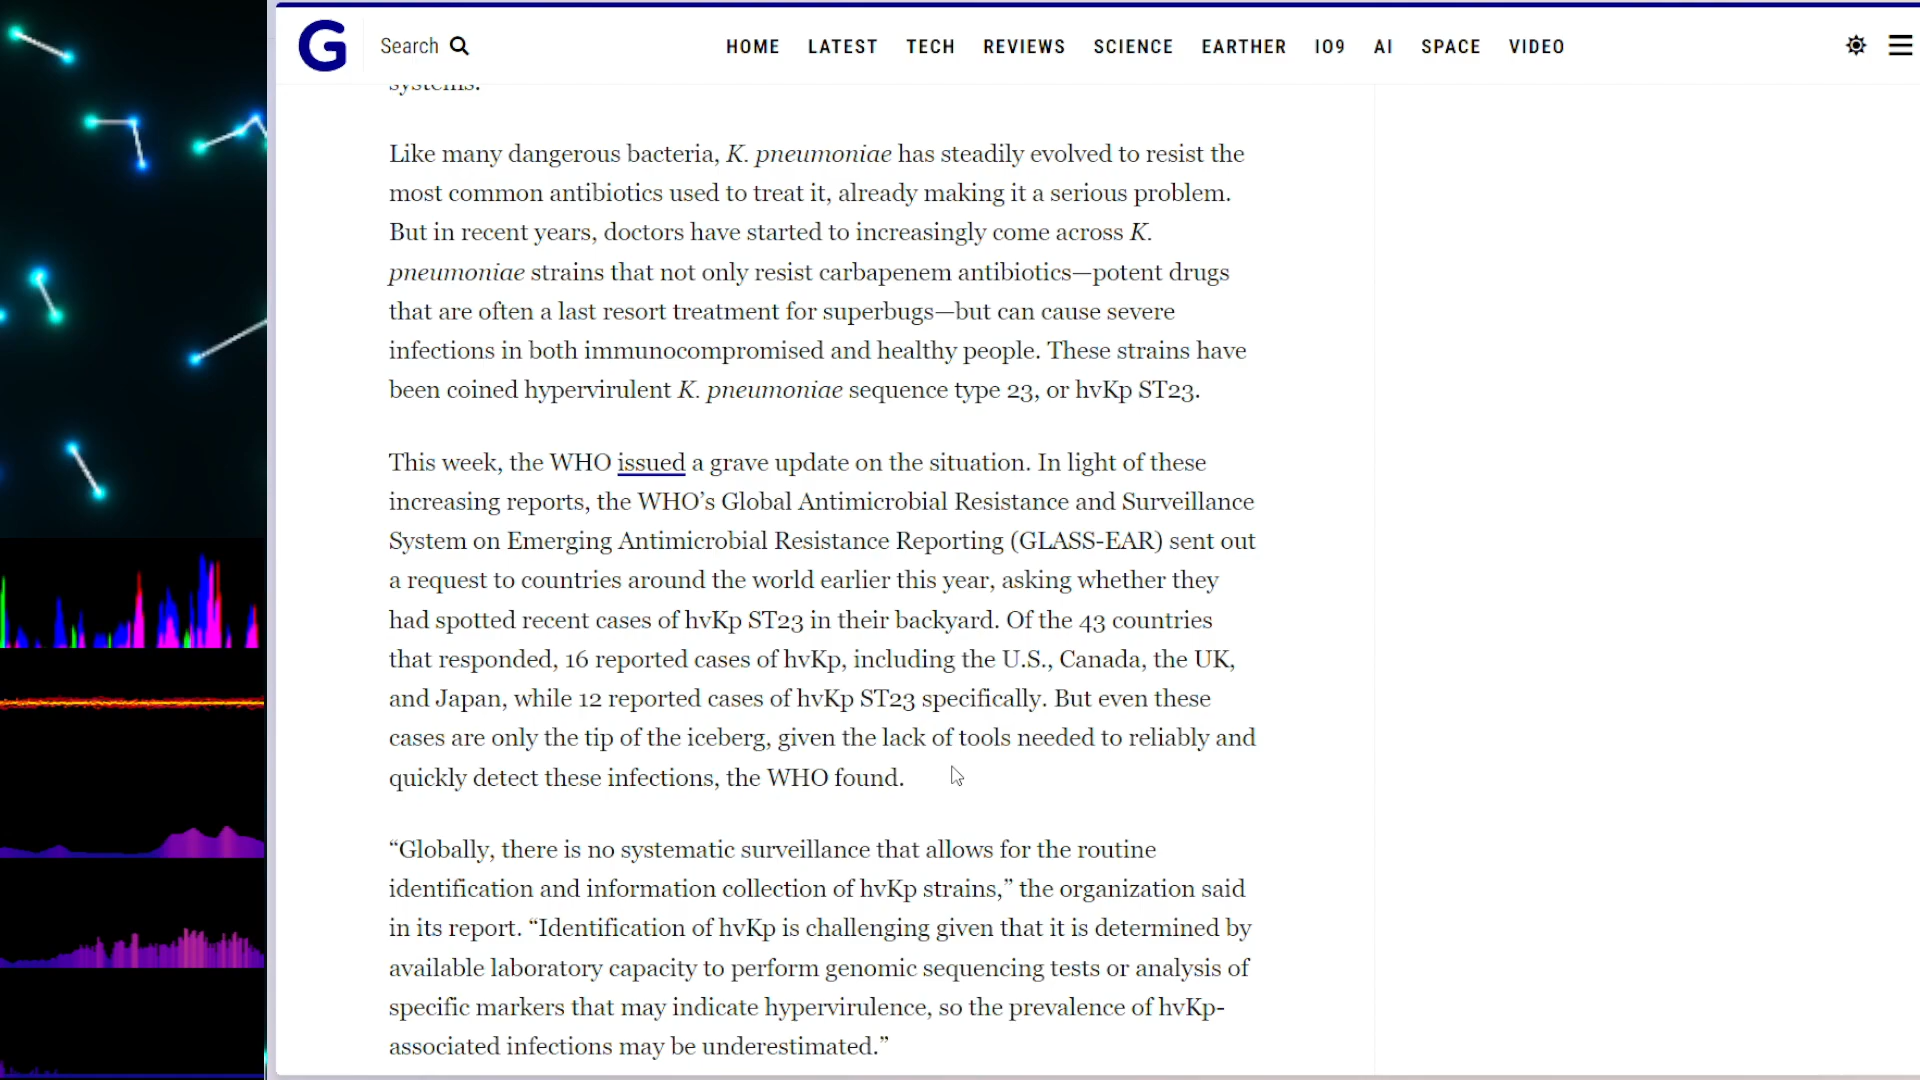 G
Search
HOME LATEST TECH REVIEWS SCIENCE EARTHER IO9 AI SPACE VIDEO
systems.
Like many dangerous bacteria, K. pneumoniae has steadily evolved to resist the
most common antibiotics used to treat it, already making it a serious problem.
But in recent years, doctors have started to increasingly come across K.
pneumoniae strains that not only resist carbapenem antibiotics—potent drugs
that are often a last resort treatment for superbugs—but can cause severe
infections in both immunocompromised and healthy people. These strains have
been coined hypervirulent K. pneumoniae sequence type 23, or hvKp ST23.
This week, the WHO issued a grave update on the situation. In light of these
increasing reports, the WHO’s Global Antimicrobial Resistance and Surveillance
System on Emerging Antimicrobial Resistance Reporting (GLASS-EAR) sent out
a request to countries around the world earlier this year, asking whether they
had spotted recent cases of hvKp ST23 in their backyard. Of the 43 countries
that responded, 16 reported cases of hvKp, including the U.S., Canada, the UK,
and Japan, while 12 reported cases of hvKp ST23 specifically. But even these
cases are only the tip of the iceberg, given the lack of tools needed to reliably and
quickly detect these infections, the WHO found.
“Globally, there is no systematic surveillance that allows for the routine
identification and information collection of hvKp strains,” the organization said
in its report. “Identification of hvKp is challenging given that it is determined by
available laboratory capacity to perform genomic sequencing tests or analysis of
specific markers that may indicate hypervirulence, so the prevalence of hvKp-
associated infections may be underestimated.”